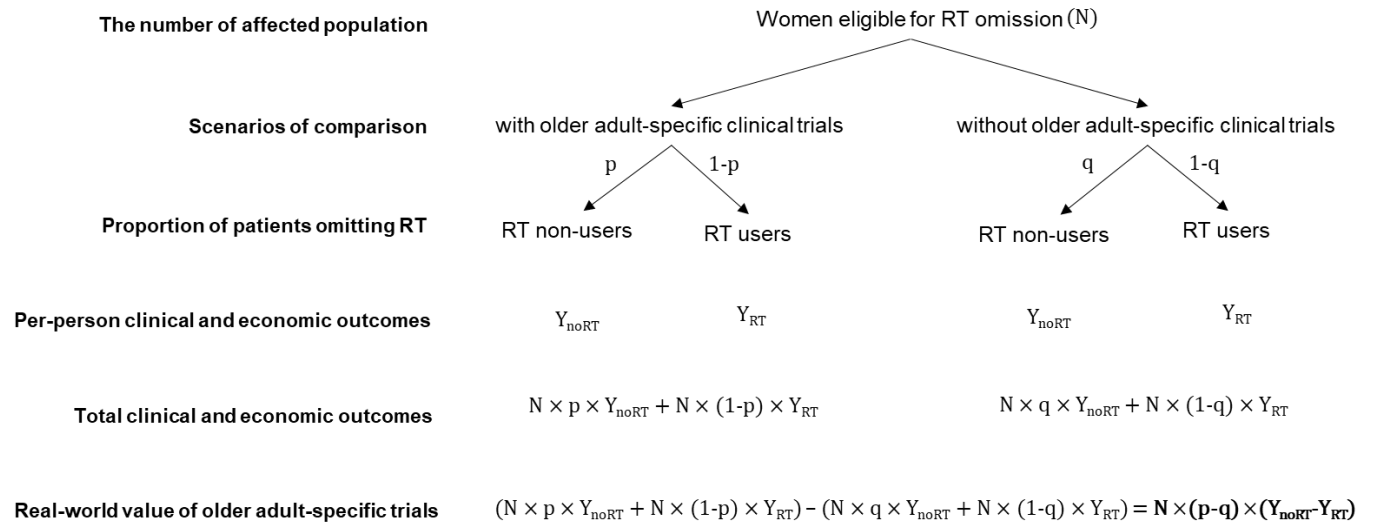 The number of affected population
Women eligible for RT omission (N)
Scenarios of comparison
with older adult-specific clinical trials
without older adult-specific clinical trials
p
1-p
q
1-q
Proportion of patients omitting RT
RT non-users
RT users
RT non-users
RT users
Per-person clinical and economic outcomes
Y_noRT
Y_RT
Y_noRT
Y_RT
Total clinical and economic outcomes
N × p × Y_noRT + N × (1-p) × Y_RT
N × q × Y_noRT + N × (1-q) × Y_RT
Real-world value of older adult-specific trials
(N × p × Y_noRT + N × (1-p) × Y_RT) – (N × q × Y_noRT + N × (1-q) × Y_RT) = N ×(p-q) ×(Y_noRT-Y_RT)